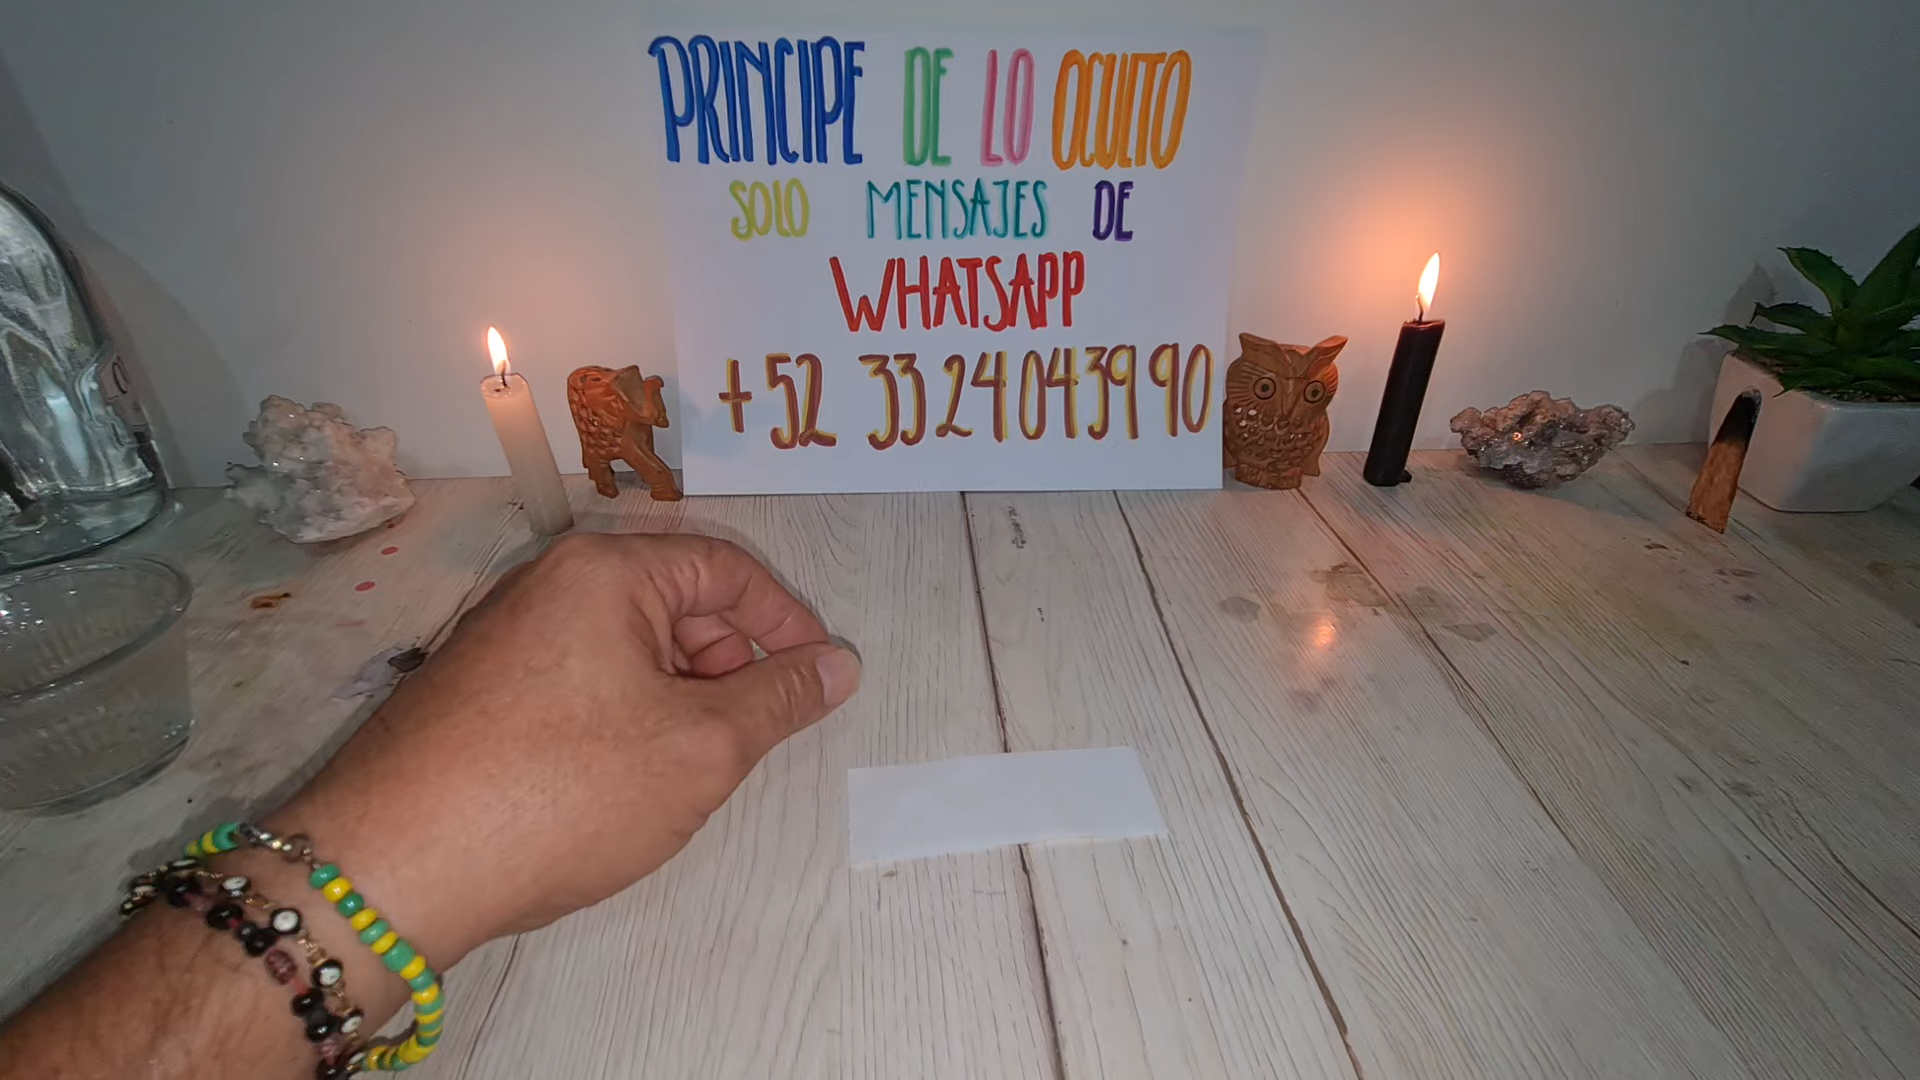 PRINCIPE DE LO OCULTO
SOLO MENSAJES DE
WHATSAPP
+52 33 24 04 39 90